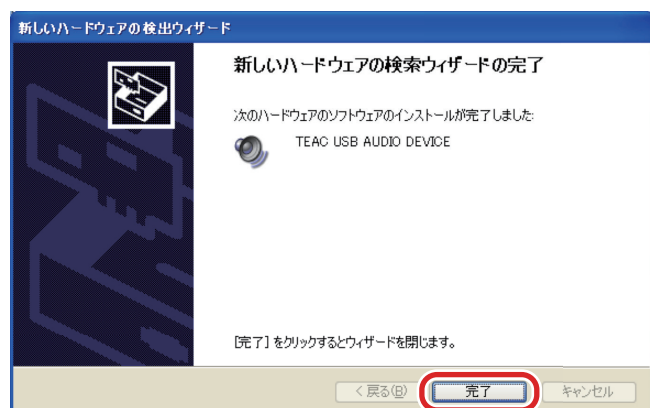 新しいハードウェアの検出ウィザード
新しいハードウェアの検索ウィザードの完了
次のハードウェアのソフトウェアのインストールが完了しました:
TEAC USB AUDIO DEVICE
[完了] をクリックするとウィザードを閉じます。
< 戻る(B) 完了 キャンセル